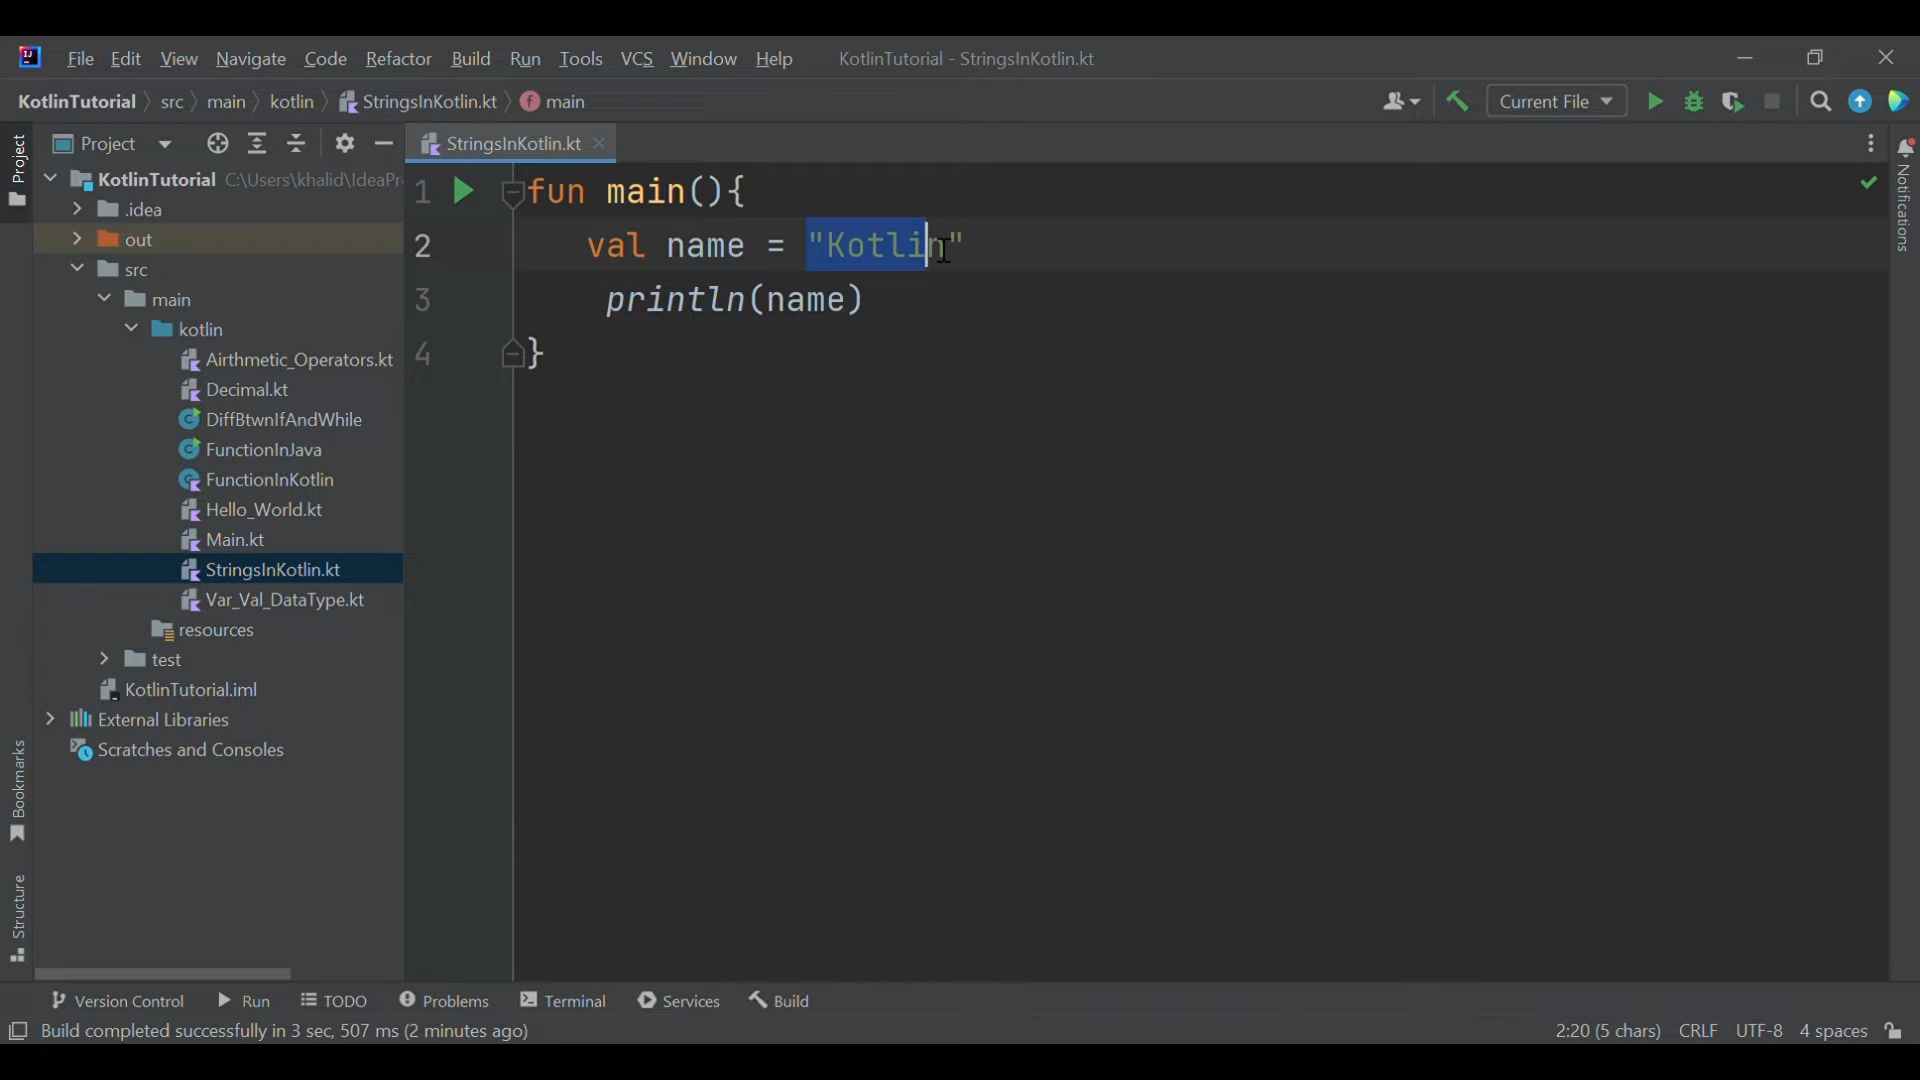 File Edit View Navigate Code Refactor Build Run Tools VCS Window Help KotlinTutorial - StringsInKotlin.kt
KotlinTutorial src main kotlin StringsInKotlin.kt main
Current File
Project
StringsInKotlin.kt
Project
KotlinTutorial C:\Users\khalid\IdeaPr
.idea
out
src
main
kotlin
Airthmetic_Operators.kt
Decimal.kt
DiffBtwnIfAndWhile
FunctionInJava
FunctionInKotlin
Hello_World.kt
Main.kt
StringsInKotlin.kt
Var_Val_DataType.kt
resources
test
KotlinTutorial.iml
External Libraries
Scratches and Consoles
Bookmarks
Structure
1 fun main(){
2 val name = "Kotlin"
3 println(name)
4 }
Notifications
Version Control Run TODO Problems Terminal Services Build
Build completed successfully in 3 sec, 507 ms (2 minutes ago) 2:20 (5 chars) CRLF UTF-8 4 spaces